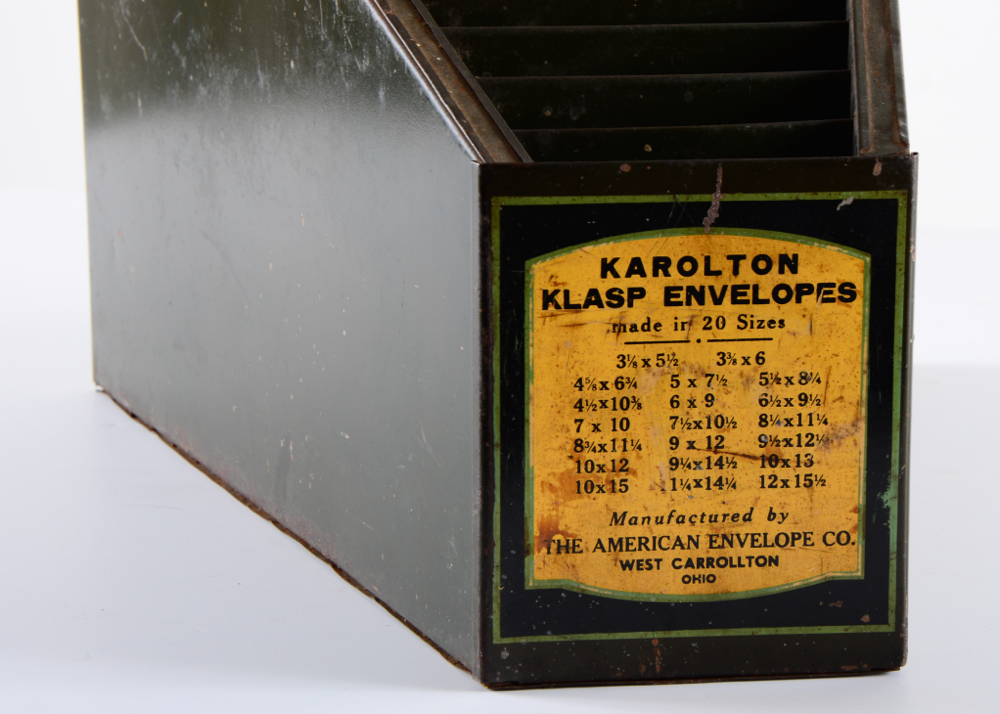 KAROLTON
KLASP ENVELOPES
made in 20 Sizes
3⅛ x 5½ 3⅜ x 6
4⅝ x 6¾ 5 x 7½ 5½ x 8¼
4½ x 10⅜ 6 x 9 6½ x 9½
7 x 10 7½ x 10½ 8¼ x 11¼
8¾ x 11¼ 9 x 12 9½ x 12½
10 x 12 9¼ x 14½ 10 x 13
10 x 15 11¼ x 14¼ 12 x 15½
Manufactured by
THE AMERICAN ENVELOPE CO.
WEST CARROLLTON
OHIO